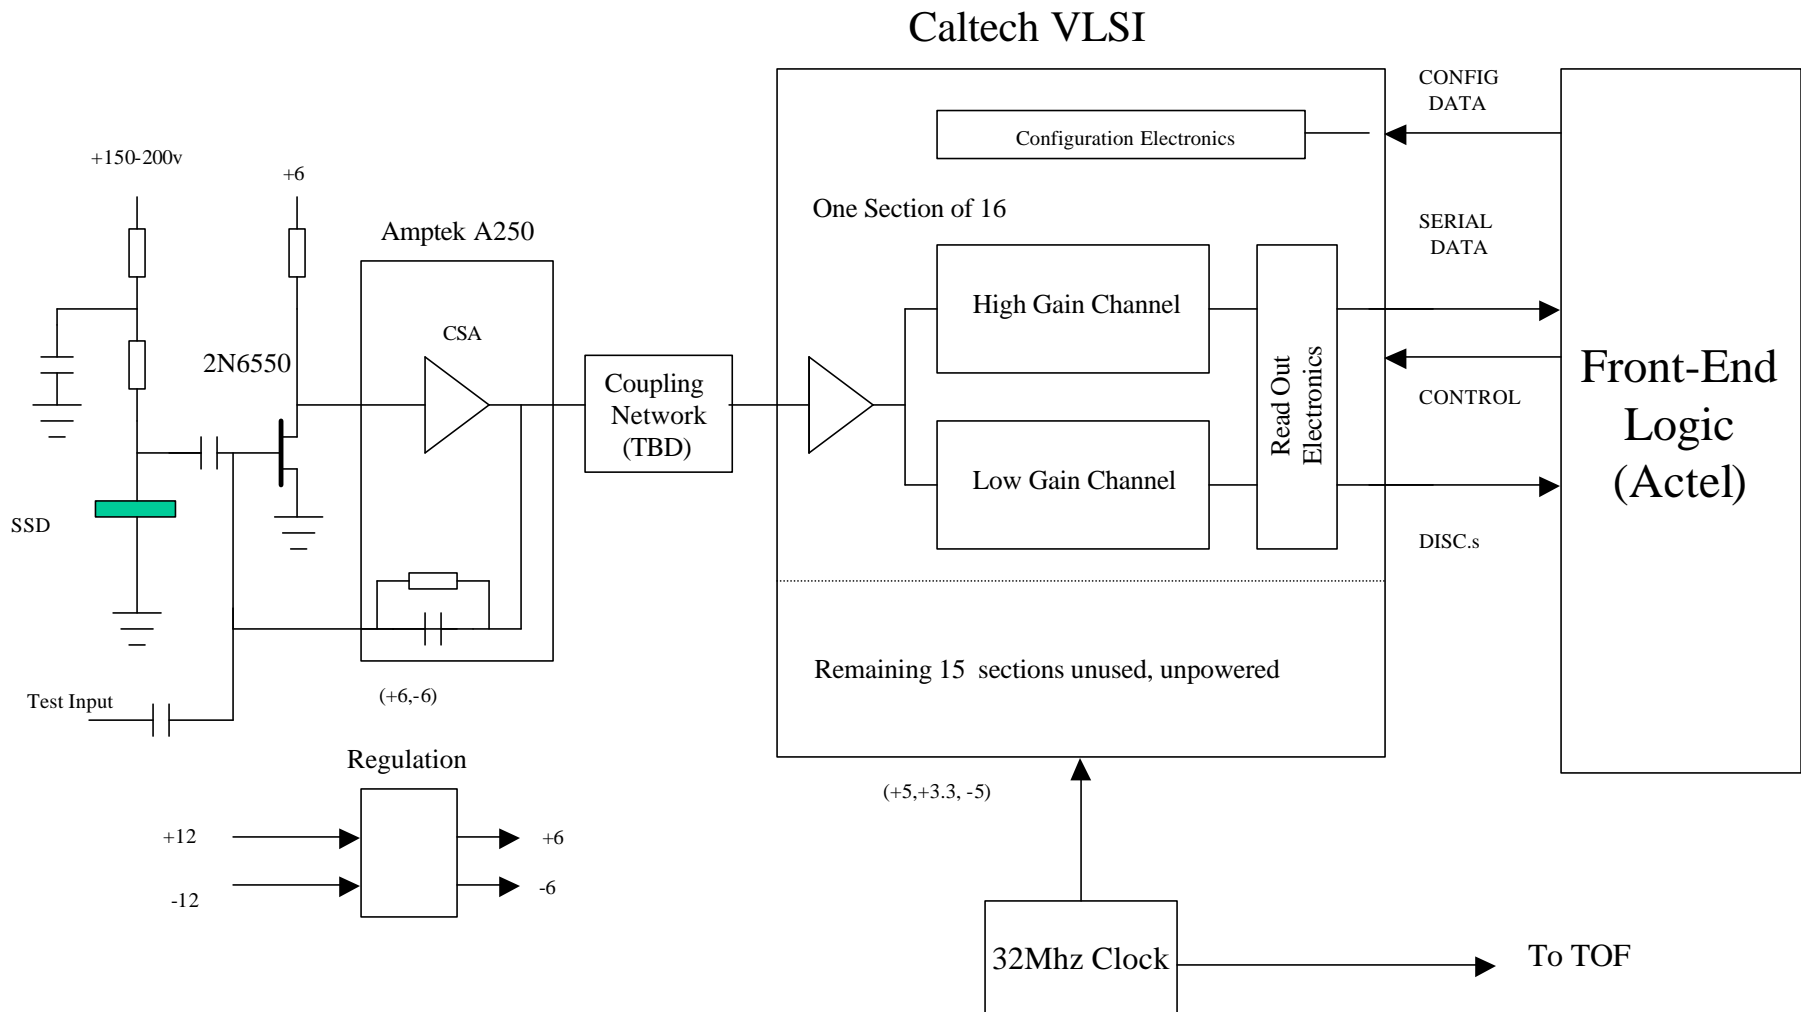 Caltech VLSI
+150-200v
+6
Amptek A250
CSA
2N6550
SSD
Test Input
(+6,-6)
Coupling
Network
(TBD)
Configuration Electronics
One Section of 16
High Gain Channel
Low Gain Channel
Read Out
Electronics
Remaining 15 sections unused, unpowered
(+5,+3.3, -5)
CONFIG
DATA
SERIAL
DATA
CONTROL
DISC.s
Front-End
Logic
(Actel)
Regulation
+12
-12
+6
-6
32Mhz Clock
To TOF